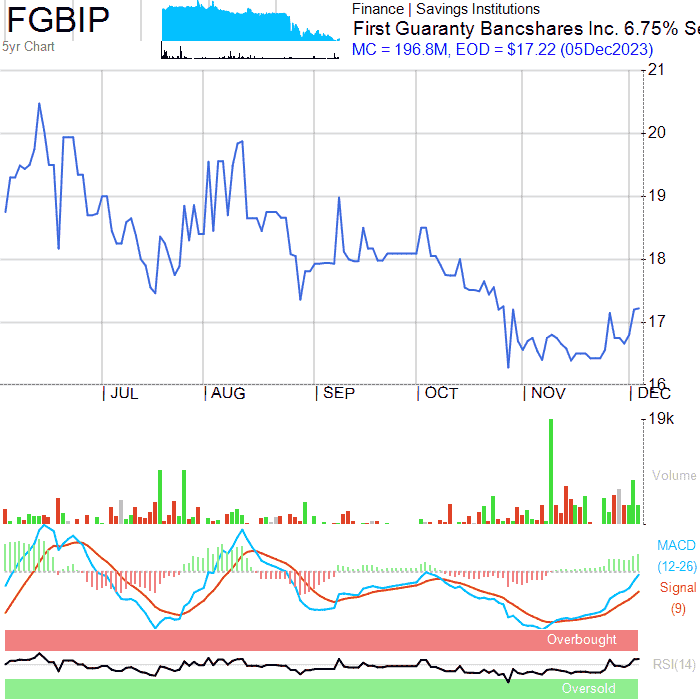 FGBIP
5yr Chart
Finance | Savings Institutions
First Guaranty Bancshares Inc. 6.75% Se
MC = 196.8M, EOD = $17.22 (05Dec2023)
21
20
19
18
17
16
JUL AUG SEP OCT NOV DEC
19k
Volume
MACD
(12-26)
Signal
(9)
Overbought
RSI(14)
Oversold